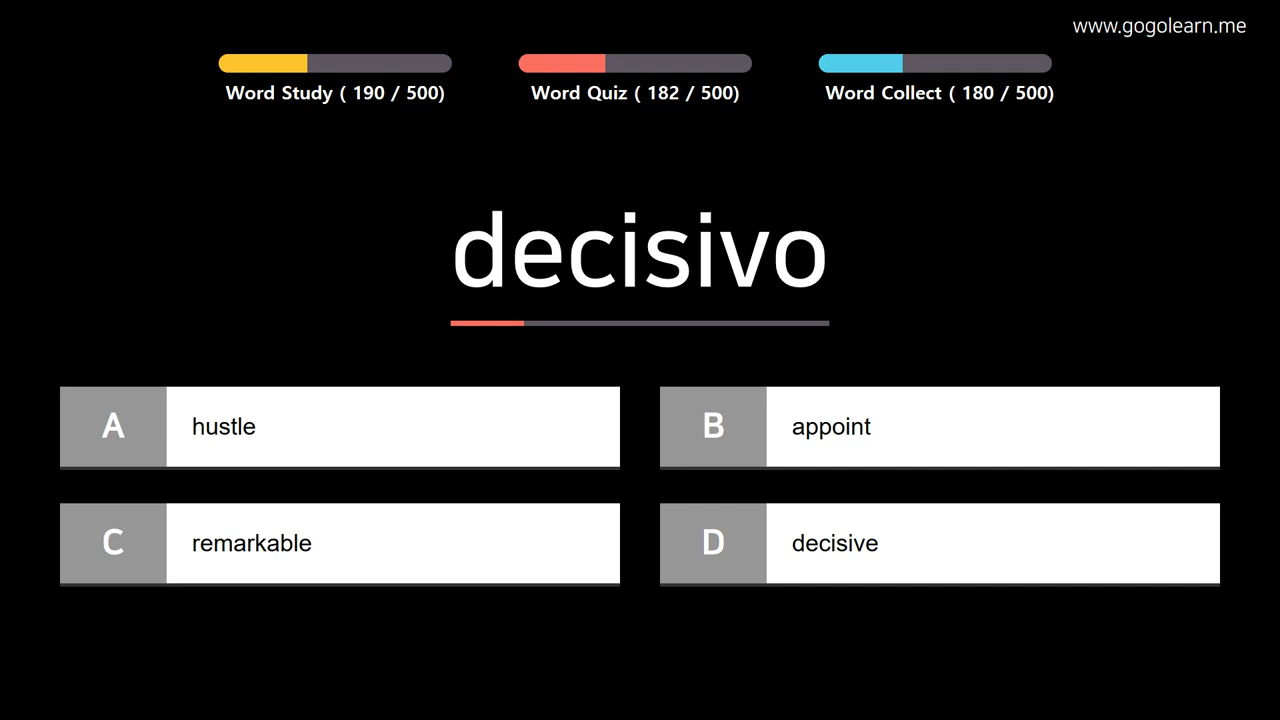 www.gogolearn.me
Word Study ( 190 / 500)
Word Quiz ( 182 / 500)
Word Collect ( 180 / 500)
decisivo
A hustle
B appoint
C remarkable
D decisive